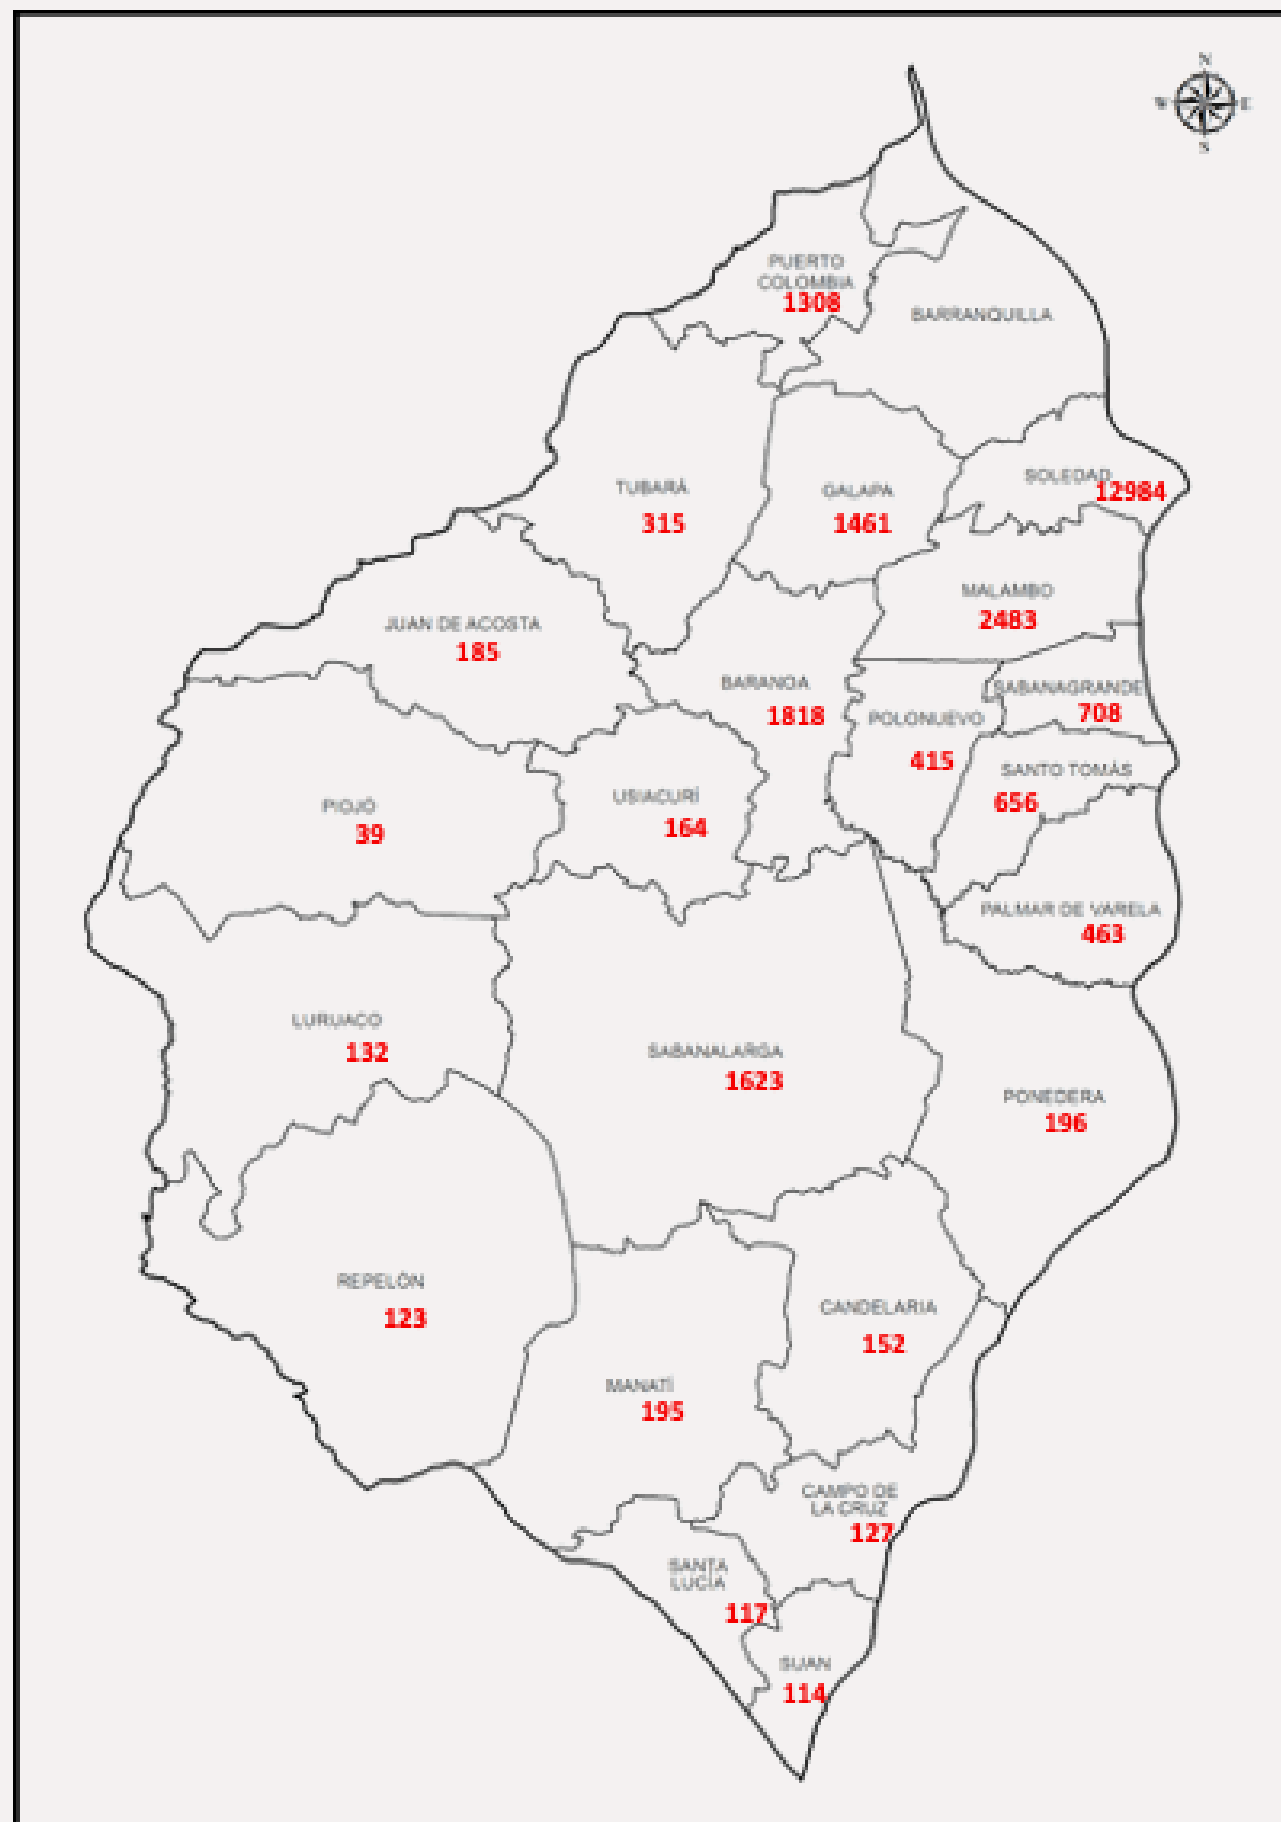 N
W E
S
PUERTO
COLOMBIA
1308
BARRANQUILLA
SOLEDAD
12984
TUBARÁ
315
GALAPA
1461
MALAMBO
2483
JUAN DE ACOSTA
185
BARANOA
1818
SABANAGRANDE
708
POLONUEVO
415
SANTO TOMÁS
656
PIOJÓ
39
USIACURÍ
164
PALMAR DE VARELA
463
LURUACO
132
SABANALARGA
1623
PONEDERA
196
REPELÓN
123
CANDELARIA
152
MANATÍ
195
CAMPO DE
LA CRUZ
127
SANTA
LUCÍA
117
SUAN
114